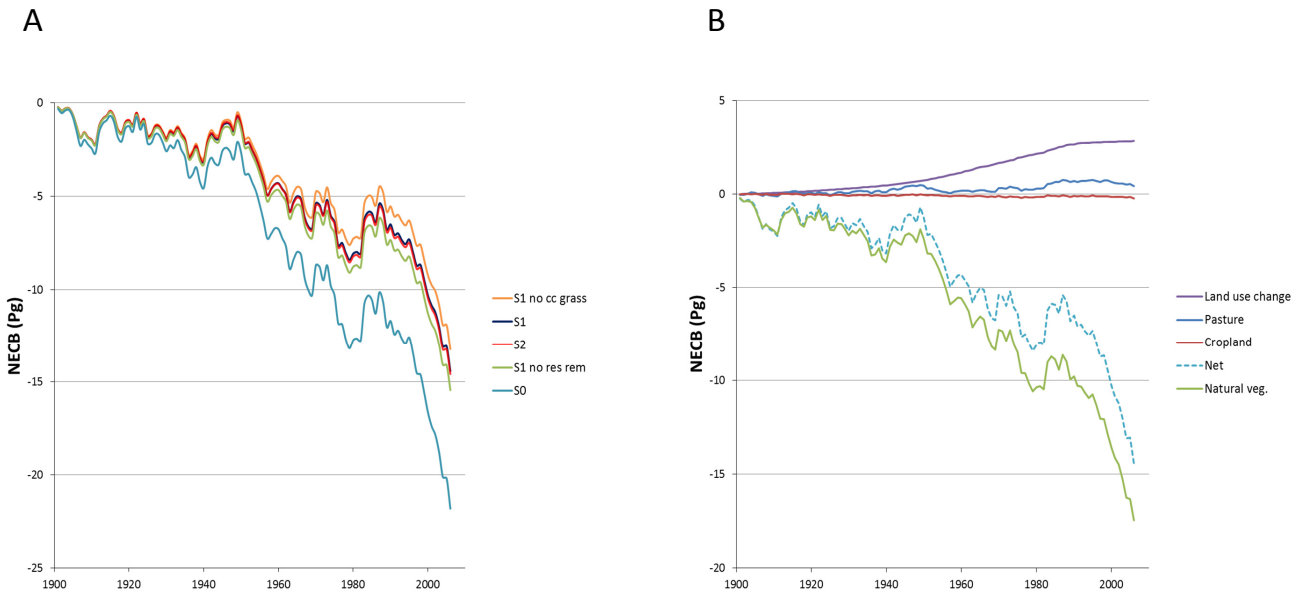 A
0
-5
-10
-15
-20
-25
1900
1920
1940
1960
1980
2000
NECB (Pg)
S1 no cc grass
S1
S2
S1 no res rem
S0
B
5
0
-5
-10
-15
-20
1900
1920
1940
1960
1980
2000
NECB (Pg)
Land use change
Pasture
Cropland
Net
Natural veg.